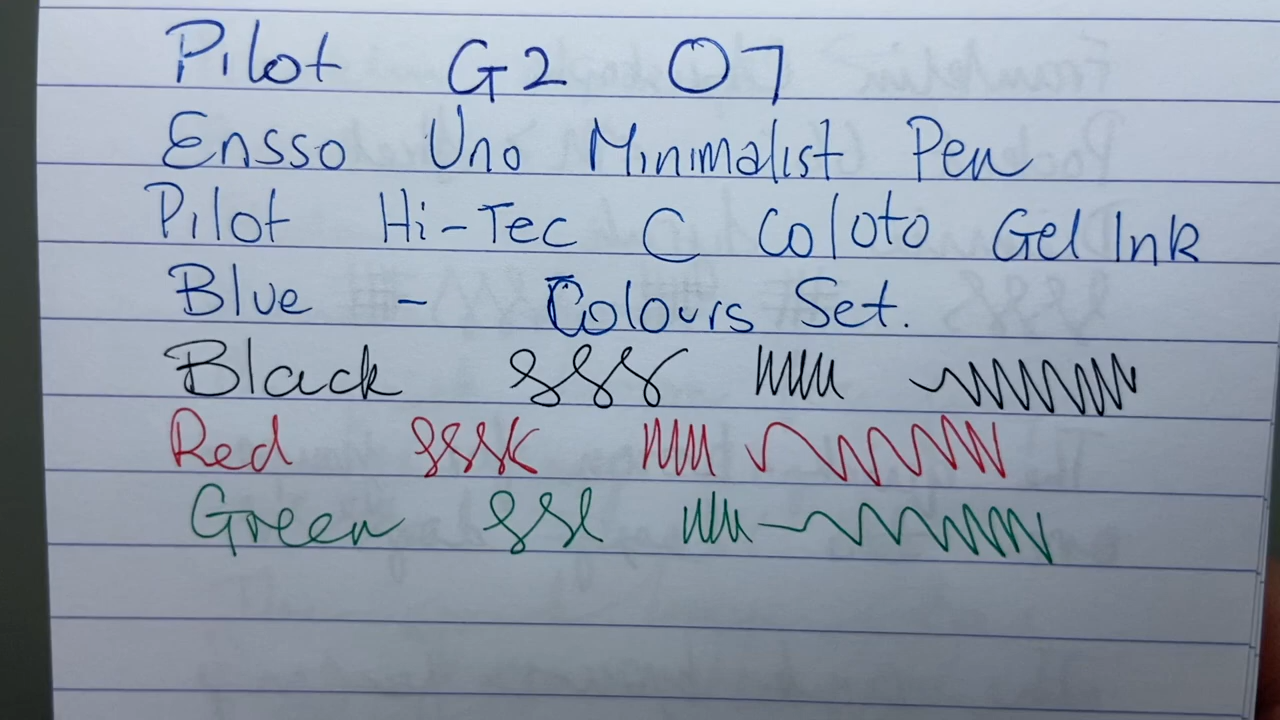 Pilot G2 07
Ensso Uno Minimalist Pen
Pilot Hi-Tec C Coloto Gel Ink
Blue - Colours Set.
Black
Red
Green